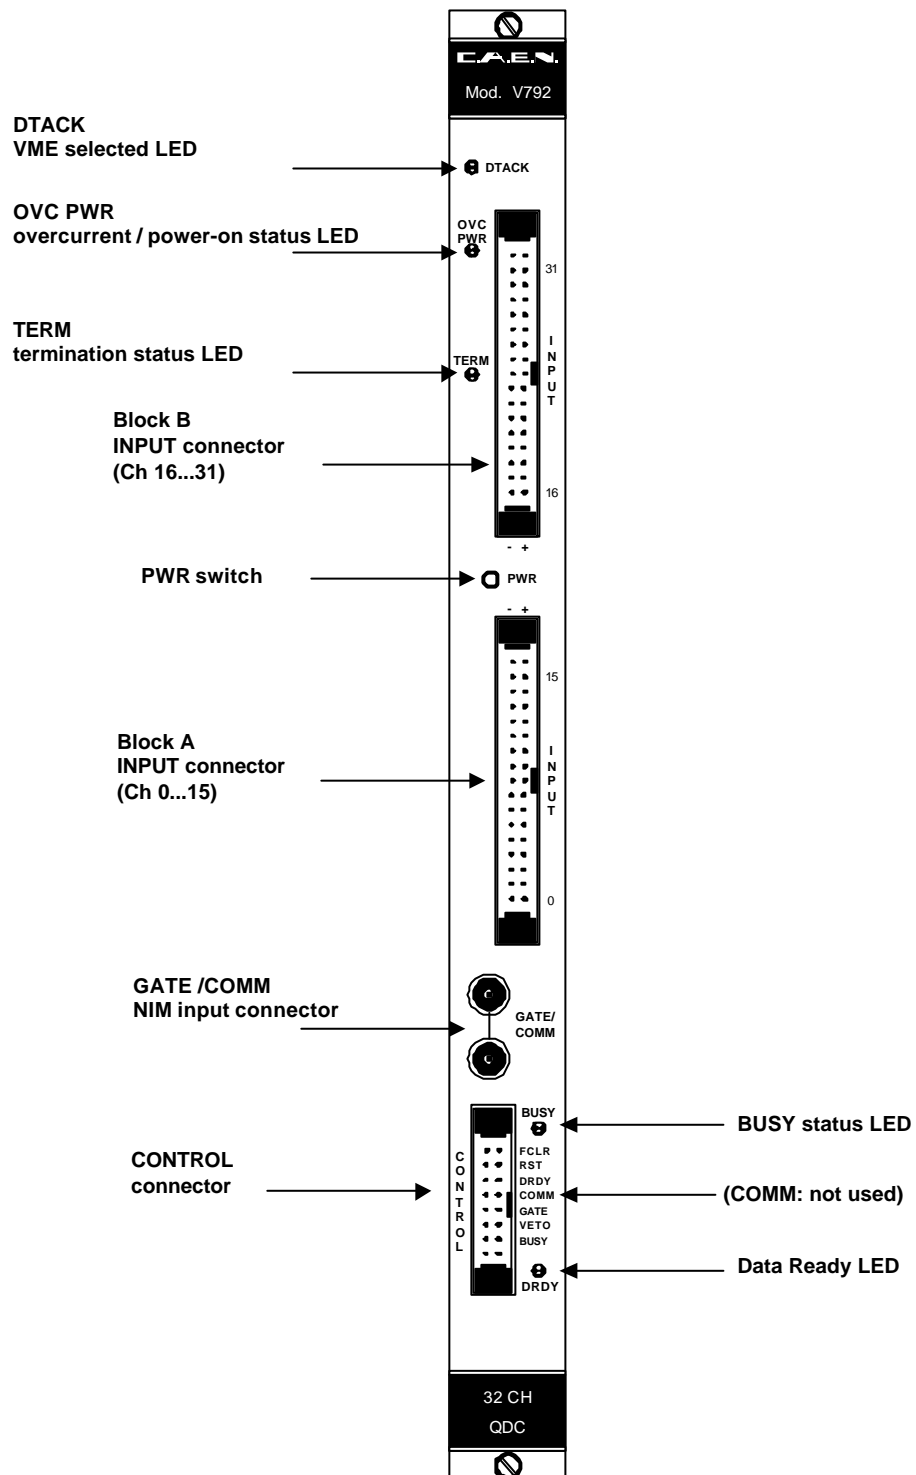 C.A.E.N.
Mod. V792
DTACK
VME selected LED
DTACK
OVC PWR
overcurrent / power-on status LED
OVC
PWR
31
INPUT
TERM
termination status LED
TERM
Block B
INPUT connector
(Ch 16...31)
16
- +
PWR switch
PWR
- +
15
Block A
INPUT connector
(Ch 0...15)
INPUT
0
GATE /COMM
NIM input connector
GATE/
COMM
BUSY
BUSY status LED
CONTROL
connector
CONTROL
FCLR
RST
DRDY
COMM
GATE
VETO
BUSY
(COMM: not used)
Data Ready LED
DRDY
32 CH
QDC